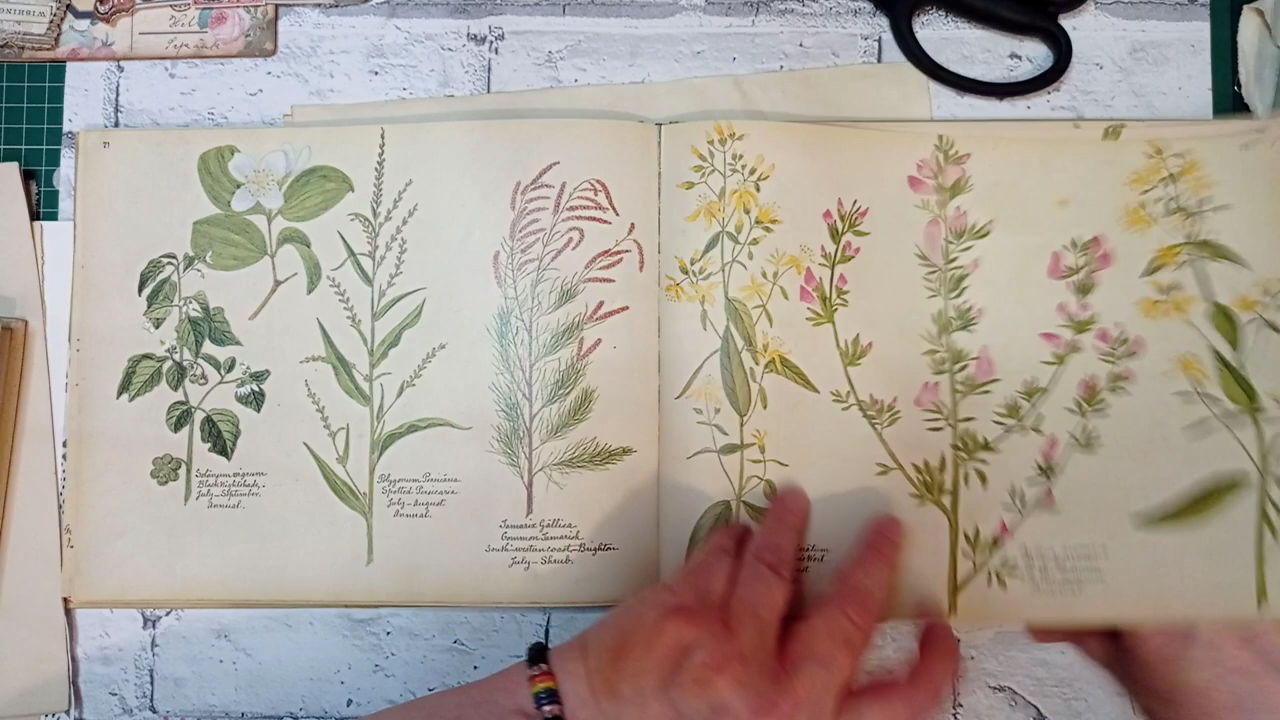 WISHING
71
Solanum nigrum
Black Nightshade,-
July-September.
Annual.
Polygonum Persicaria
Spotted Persicaria
July-August
Annual.
Tamarix Gallica
Common Tamarisk
South-western coast-Brighton
July-Shrub.